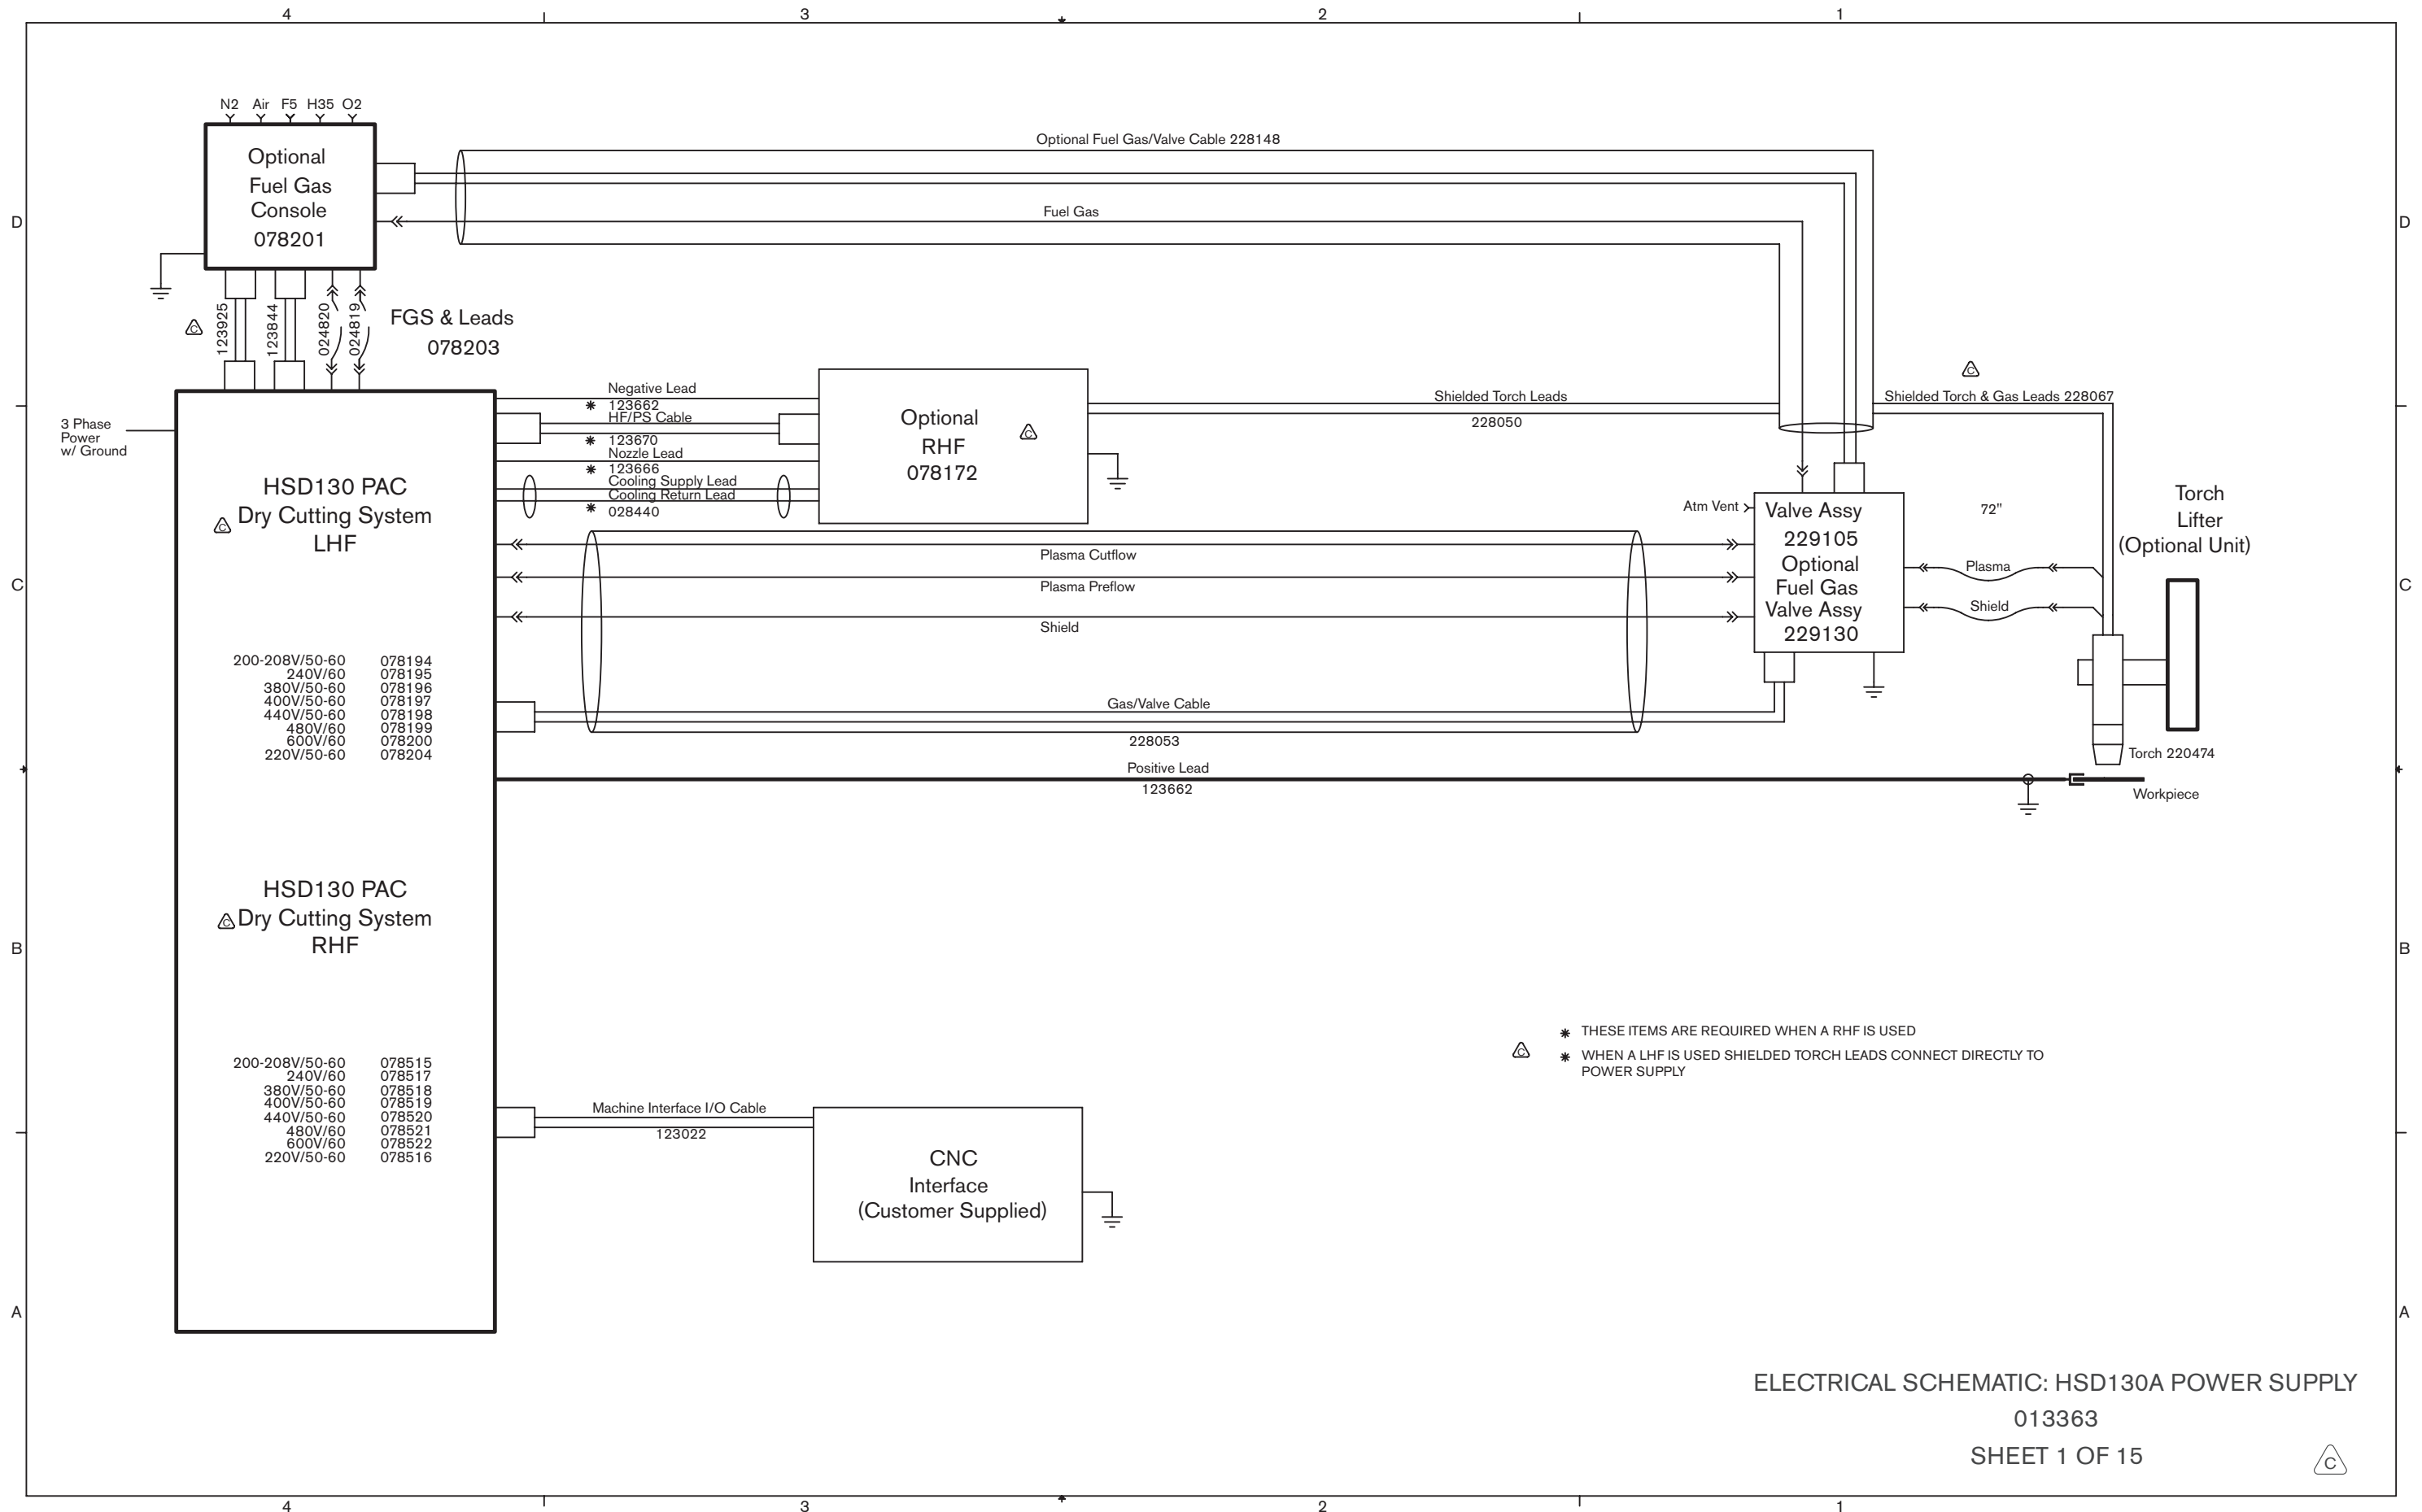 4 3 2 1
N2 Air F5 H35 O2
Optional
Fuel Gas
Console
078201
Optional Fuel Gas/Valve Cable 228148
Fuel Gas
D D
123925
123844
024820
024819
C
FGS & Leads
078203
3 Phase
Power
w/ Ground
Negative Lead
* 123662
HF/PS Cable
* 123670
Nozzle Lead
* 123666
Cooling Supply Lead
Cooling Return Lead
* 028440
Optional
RHF
078172
C
Shielded Torch Leads
228050
C
Shielded Torch & Gas Leads 228067
HSD130 PAC
C Dry Cutting System
LHF
Atm Vent
Valve Assy
229105
Optional
Fuel Gas
Valve Assy
229130
72"
Torch
Lifter
(Optional Unit)
Plasma Cutflow
Plasma Preflow
Shield
Plasma
Shield
C C
200-208V/50-60 078194
240V/60 078195
380V/50-60 078196
400V/50-60 078197
440V/50-60 078198
480V/60 078199
600V/60 078200
220V/50-60 078204
Gas/Valve Cable
228053
Positive Lead
123662
Torch 220474
Workpiece
HSD130 PAC
C Dry Cutting System
RHF
B B
200-208V/50-60 078515
240V/60 078517
380V/50-60 078518
400V/50-60 078519
440V/50-60 078520
480V/60 078521
600V/60 078522
220V/50-60 078516
Machine Interface I/O Cable
123022
CNC
Interface
(Customer Supplied)
C
* THESE ITEMS ARE REQUIRED WHEN A RHF IS USED
* WHEN A LHF IS USED SHIELDED TORCH LEADS CONNECT DIRECTLY TO
POWER SUPPLY
A A
ELECTRICAL SCHEMATIC: HSD130A POWER SUPPLY
013363
SHEET 1 OF 15
C
4 3 2 1